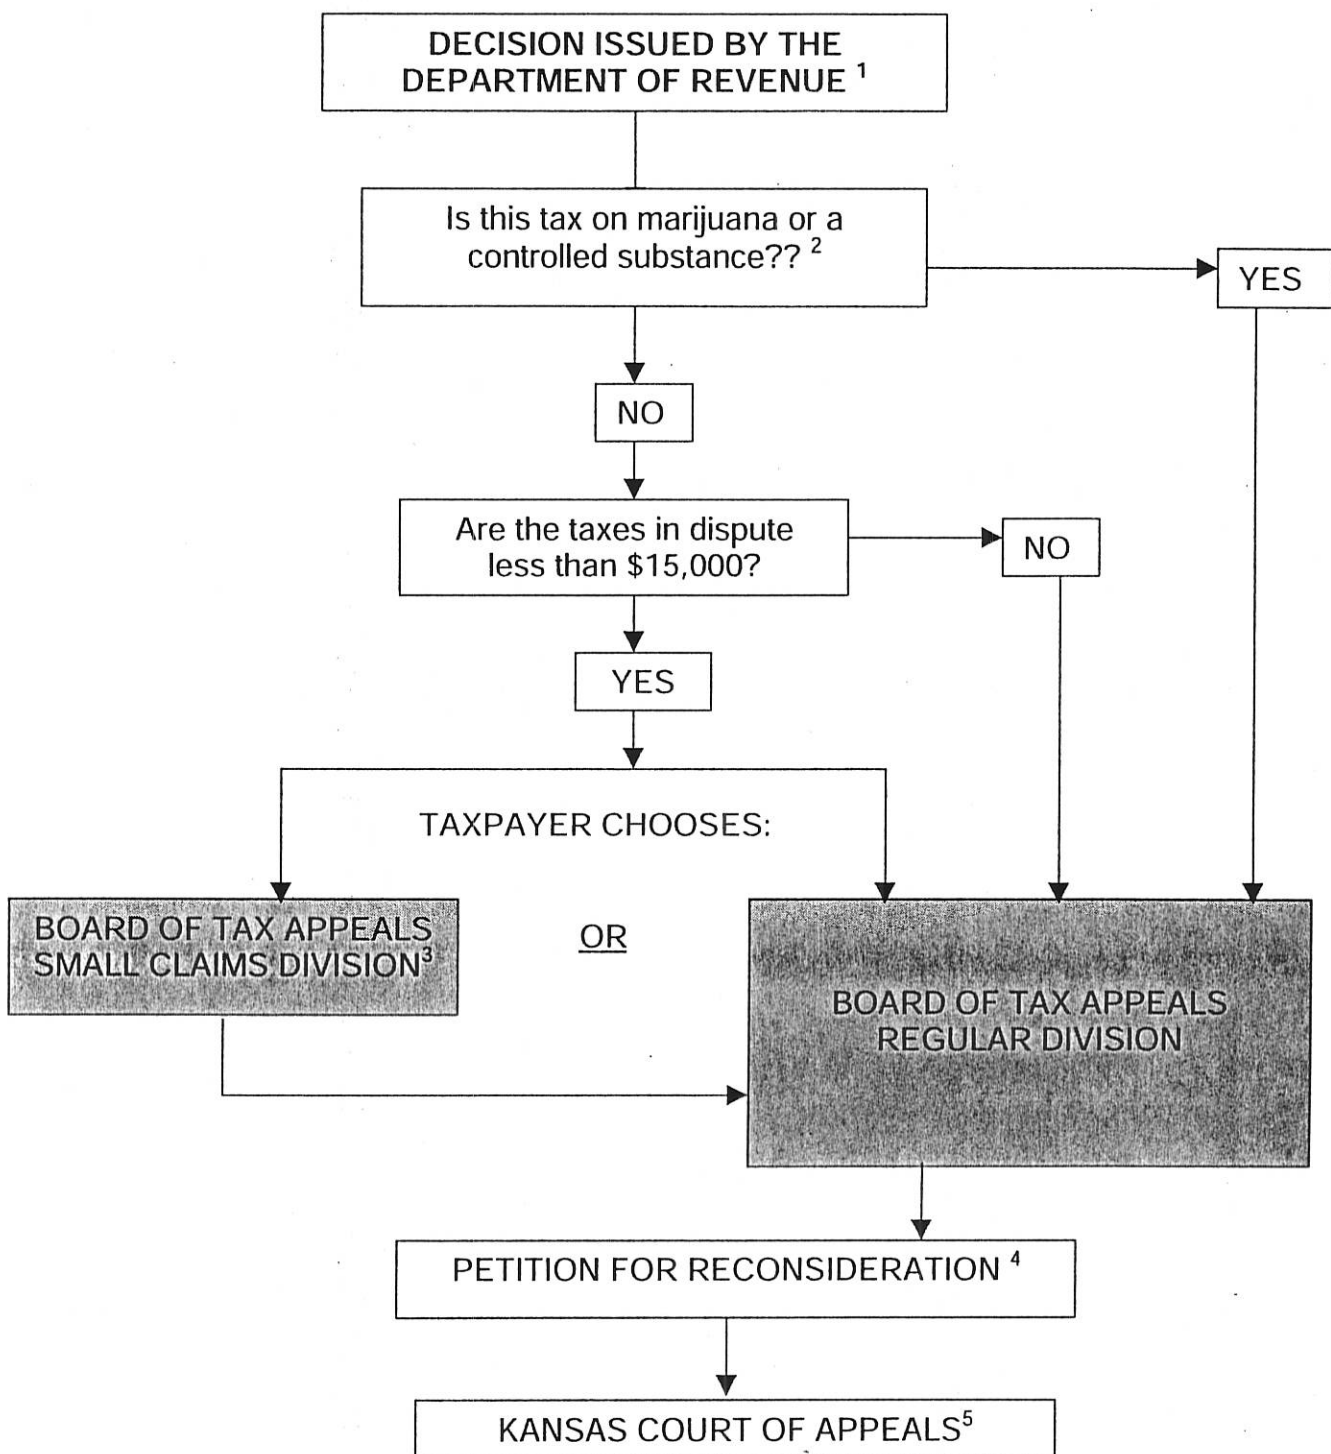 DECISION ISSUED BY THE
DEPARTMENT OF REVENUE ¹
Is this tax on marijuana or a
controlled substance?? ²
YES
NO
Are the taxes in dispute
less than $15,000?
NO
YES
TAXPAYER CHOOSES:
BOARD OF TAX APPEALS
SMALL CLAIMS DIVISION³
OR
BOARD OF TAX APPEALS
REGULAR DIVISION
PETITION FOR RECONSIDERATION ⁴
KANSAS COURT OF APPEALS⁵